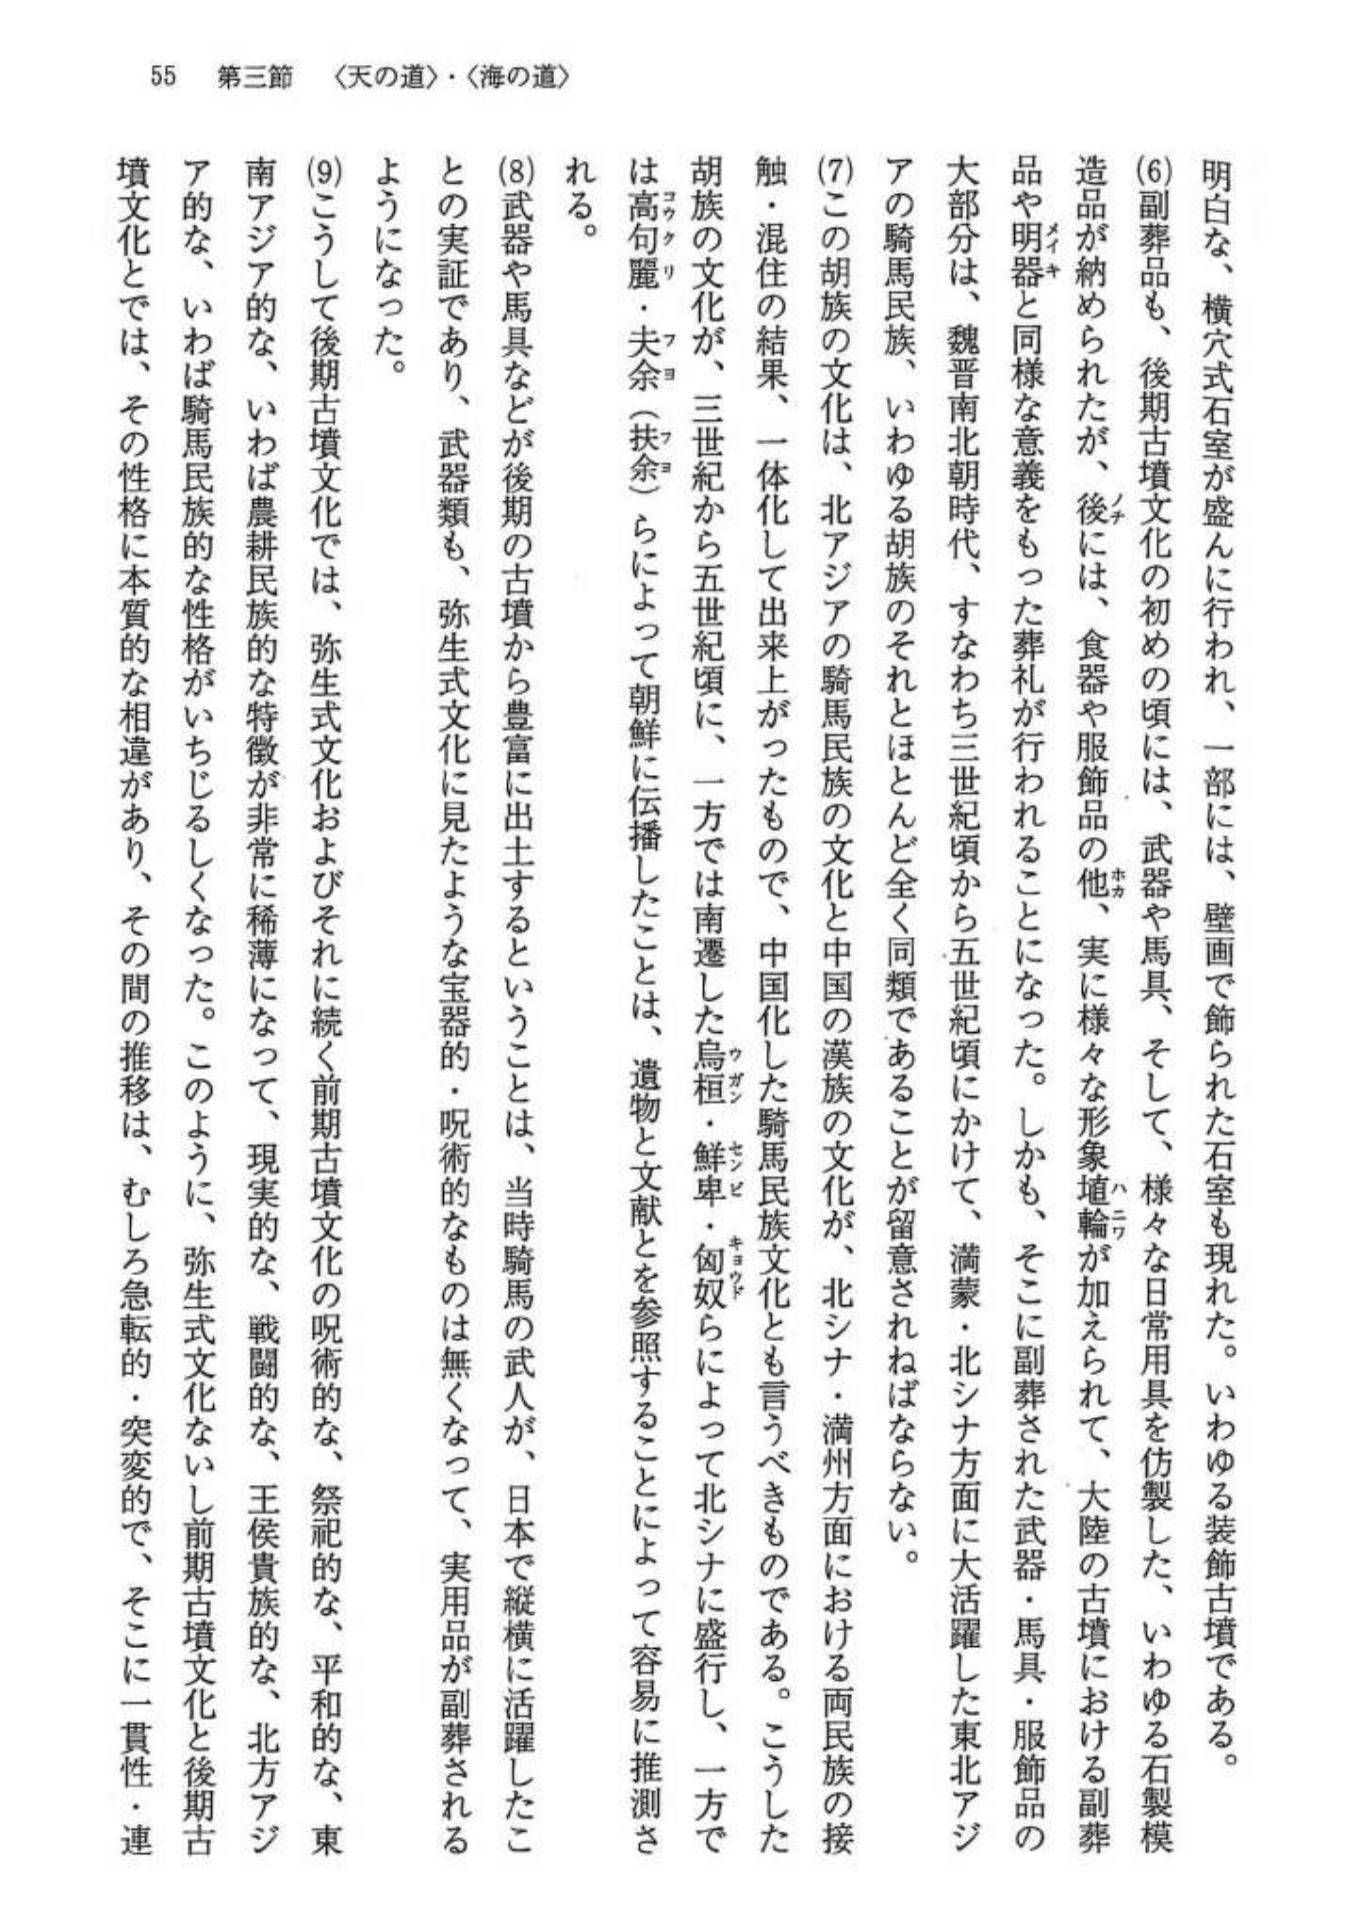 55　第三節　〈天の道〉・〈海の道〉
明白な、横穴式石室が盛んに行われ、一部には、壁画で飾られた石室も現れた。いわゆる装飾古墳である。
(6)副葬品も、後期古墳文化の初めの頃には、武器や馬具、そして、様々な日常用具を仿製した、いわゆる石製模
造品が納められたが、後ノチには、食器や服飾品の他ホカ、実に様々な形象埴輪ハニワが加えられて、大陸の古墳における副葬
品や明器メイキと同様な意義をもった葬礼が行われることになった。しかも、そこに副葬された武器・馬具・服飾品の
大部分は、魏晋南北朝時代、すなわち三世紀頃から五世紀頃にかけて、満蒙・北シナ方面に大活躍した東北アジ
アの騎馬民族、いわゆる胡族のそれとほとんど全く同類であることが留意されねばならない。
(7)この胡族の文化は、北アジアの騎馬民族の文化と中国の漢族の文化が、北シナ・満州方面における両民族の接
触・混住の結果、一体化して出来上がったもので、中国化した騎馬民族文化とも言うべきものである。こうした
胡族の文化が、三世紀から五世紀頃に、一方では南遷した烏桓ウガン・鮮卑センビ・匈奴キョウドらによって北シナに盛行し、一方で
は高句麗コウクリ・夫余フヨ（扶余フヨ）らによって朝鮮に伝播したことは、遺物と文献とを参照することによって容易に推測さ
れる。
(8)武器や馬具などが後期の古墳から豊富に出土するということは、当時騎馬の武人が、日本で縦横に活躍したこ
との実証であり、武器類も、弥生式文化に見たような宝器的・呪術的なものは無くなって、実用品が副葬される
ようになった。
(9)こうして後期古墳文化では、弥生式文化およびそれに続く前期古墳文化の呪術的な、祭祀的な、平和的な、東
南アジア的な、いわば農耕民族的な特徴が非常に稀薄になって、現実的な、戦闘的な、王侯貴族的な、北方アジ
ア的な、いわば騎馬民族的な性格がいちじるしくなった。このように、弥生式文化ないし前期古墳文化と後期古
墳文化とでは、その性格に本質的な相違があり、その間の推移は、むしろ急転的・突変的で、そこに一貫性・連